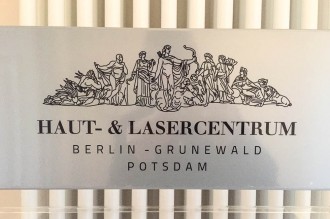 HAUT- & LASERCENTRUM
BERLIN - GRUNEWALD
POTSDAM